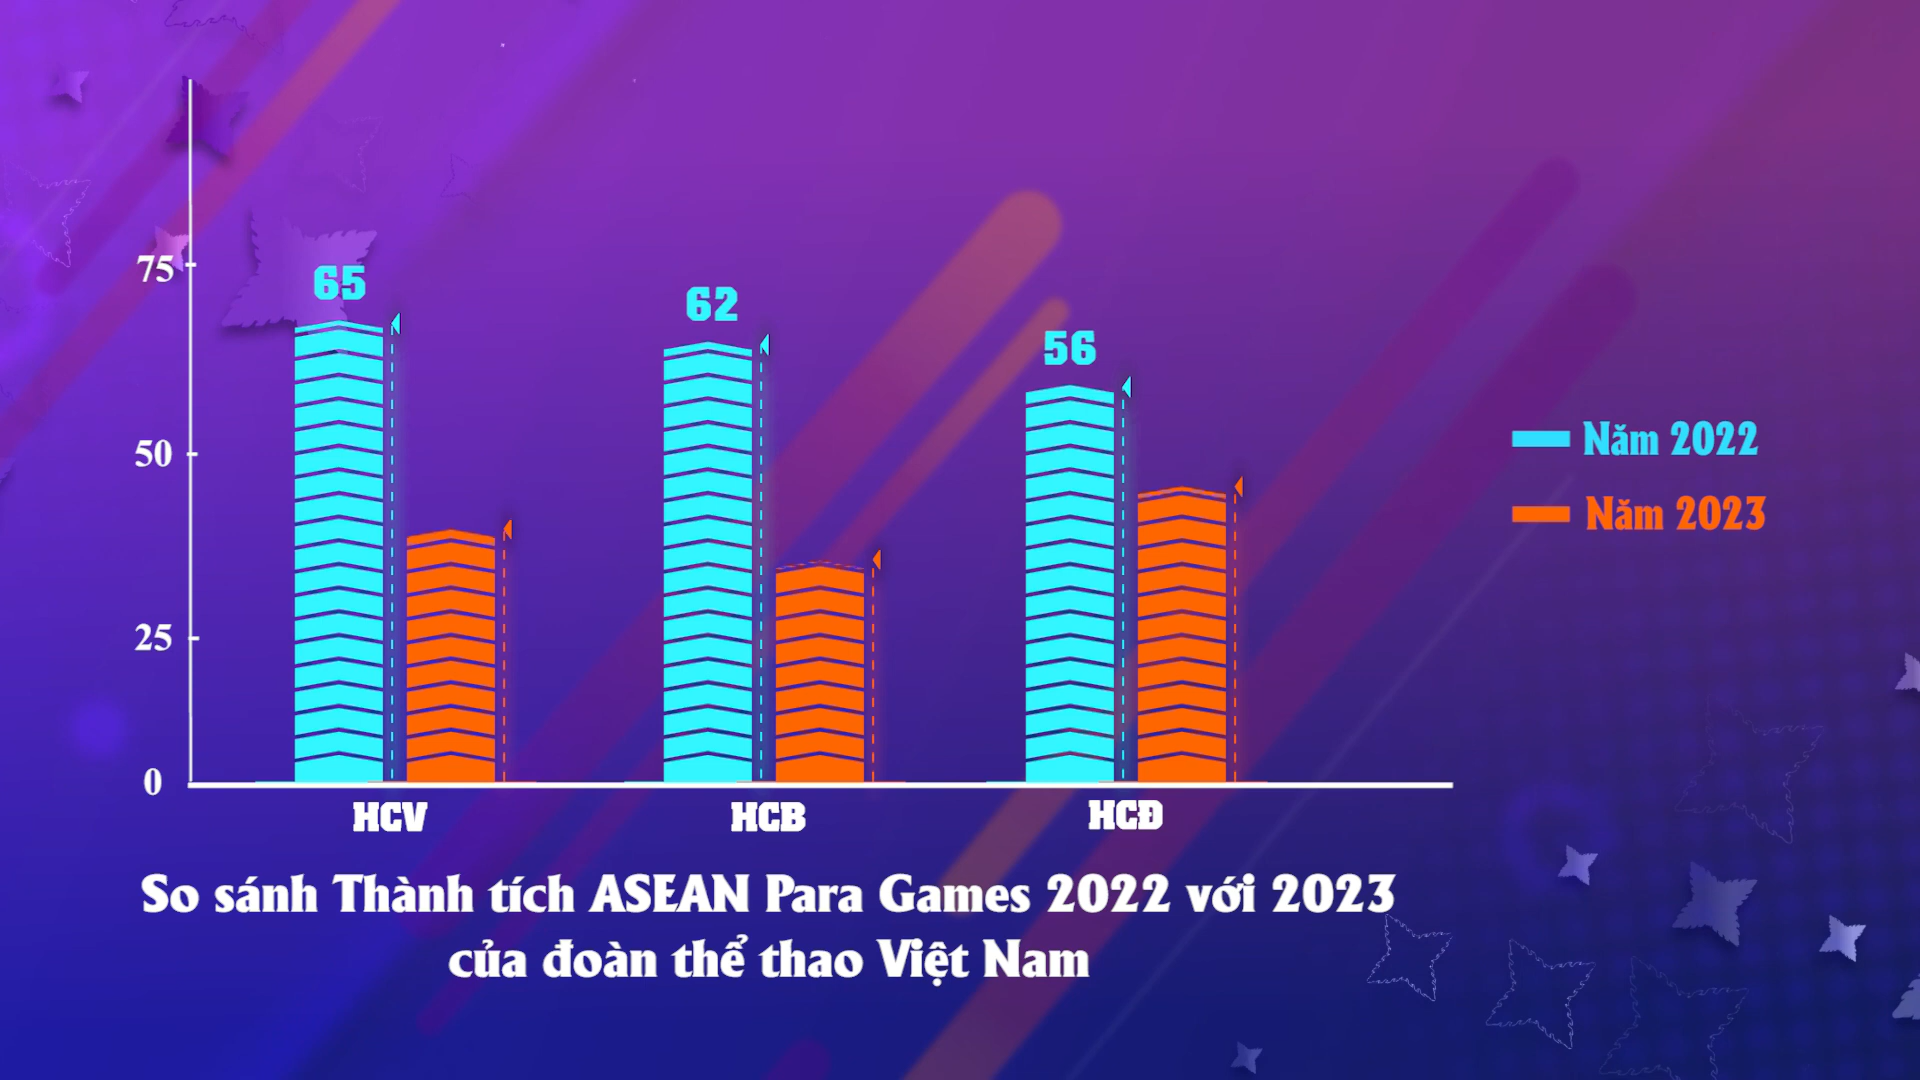 75
50
25
0
65
62
56
HCV
HCB
HCĐ
Năm 2022
Năm 2023
So sánh Thành tích ASEAN Para Games 2022 với 2023
của đoàn thể thao Việt Nam